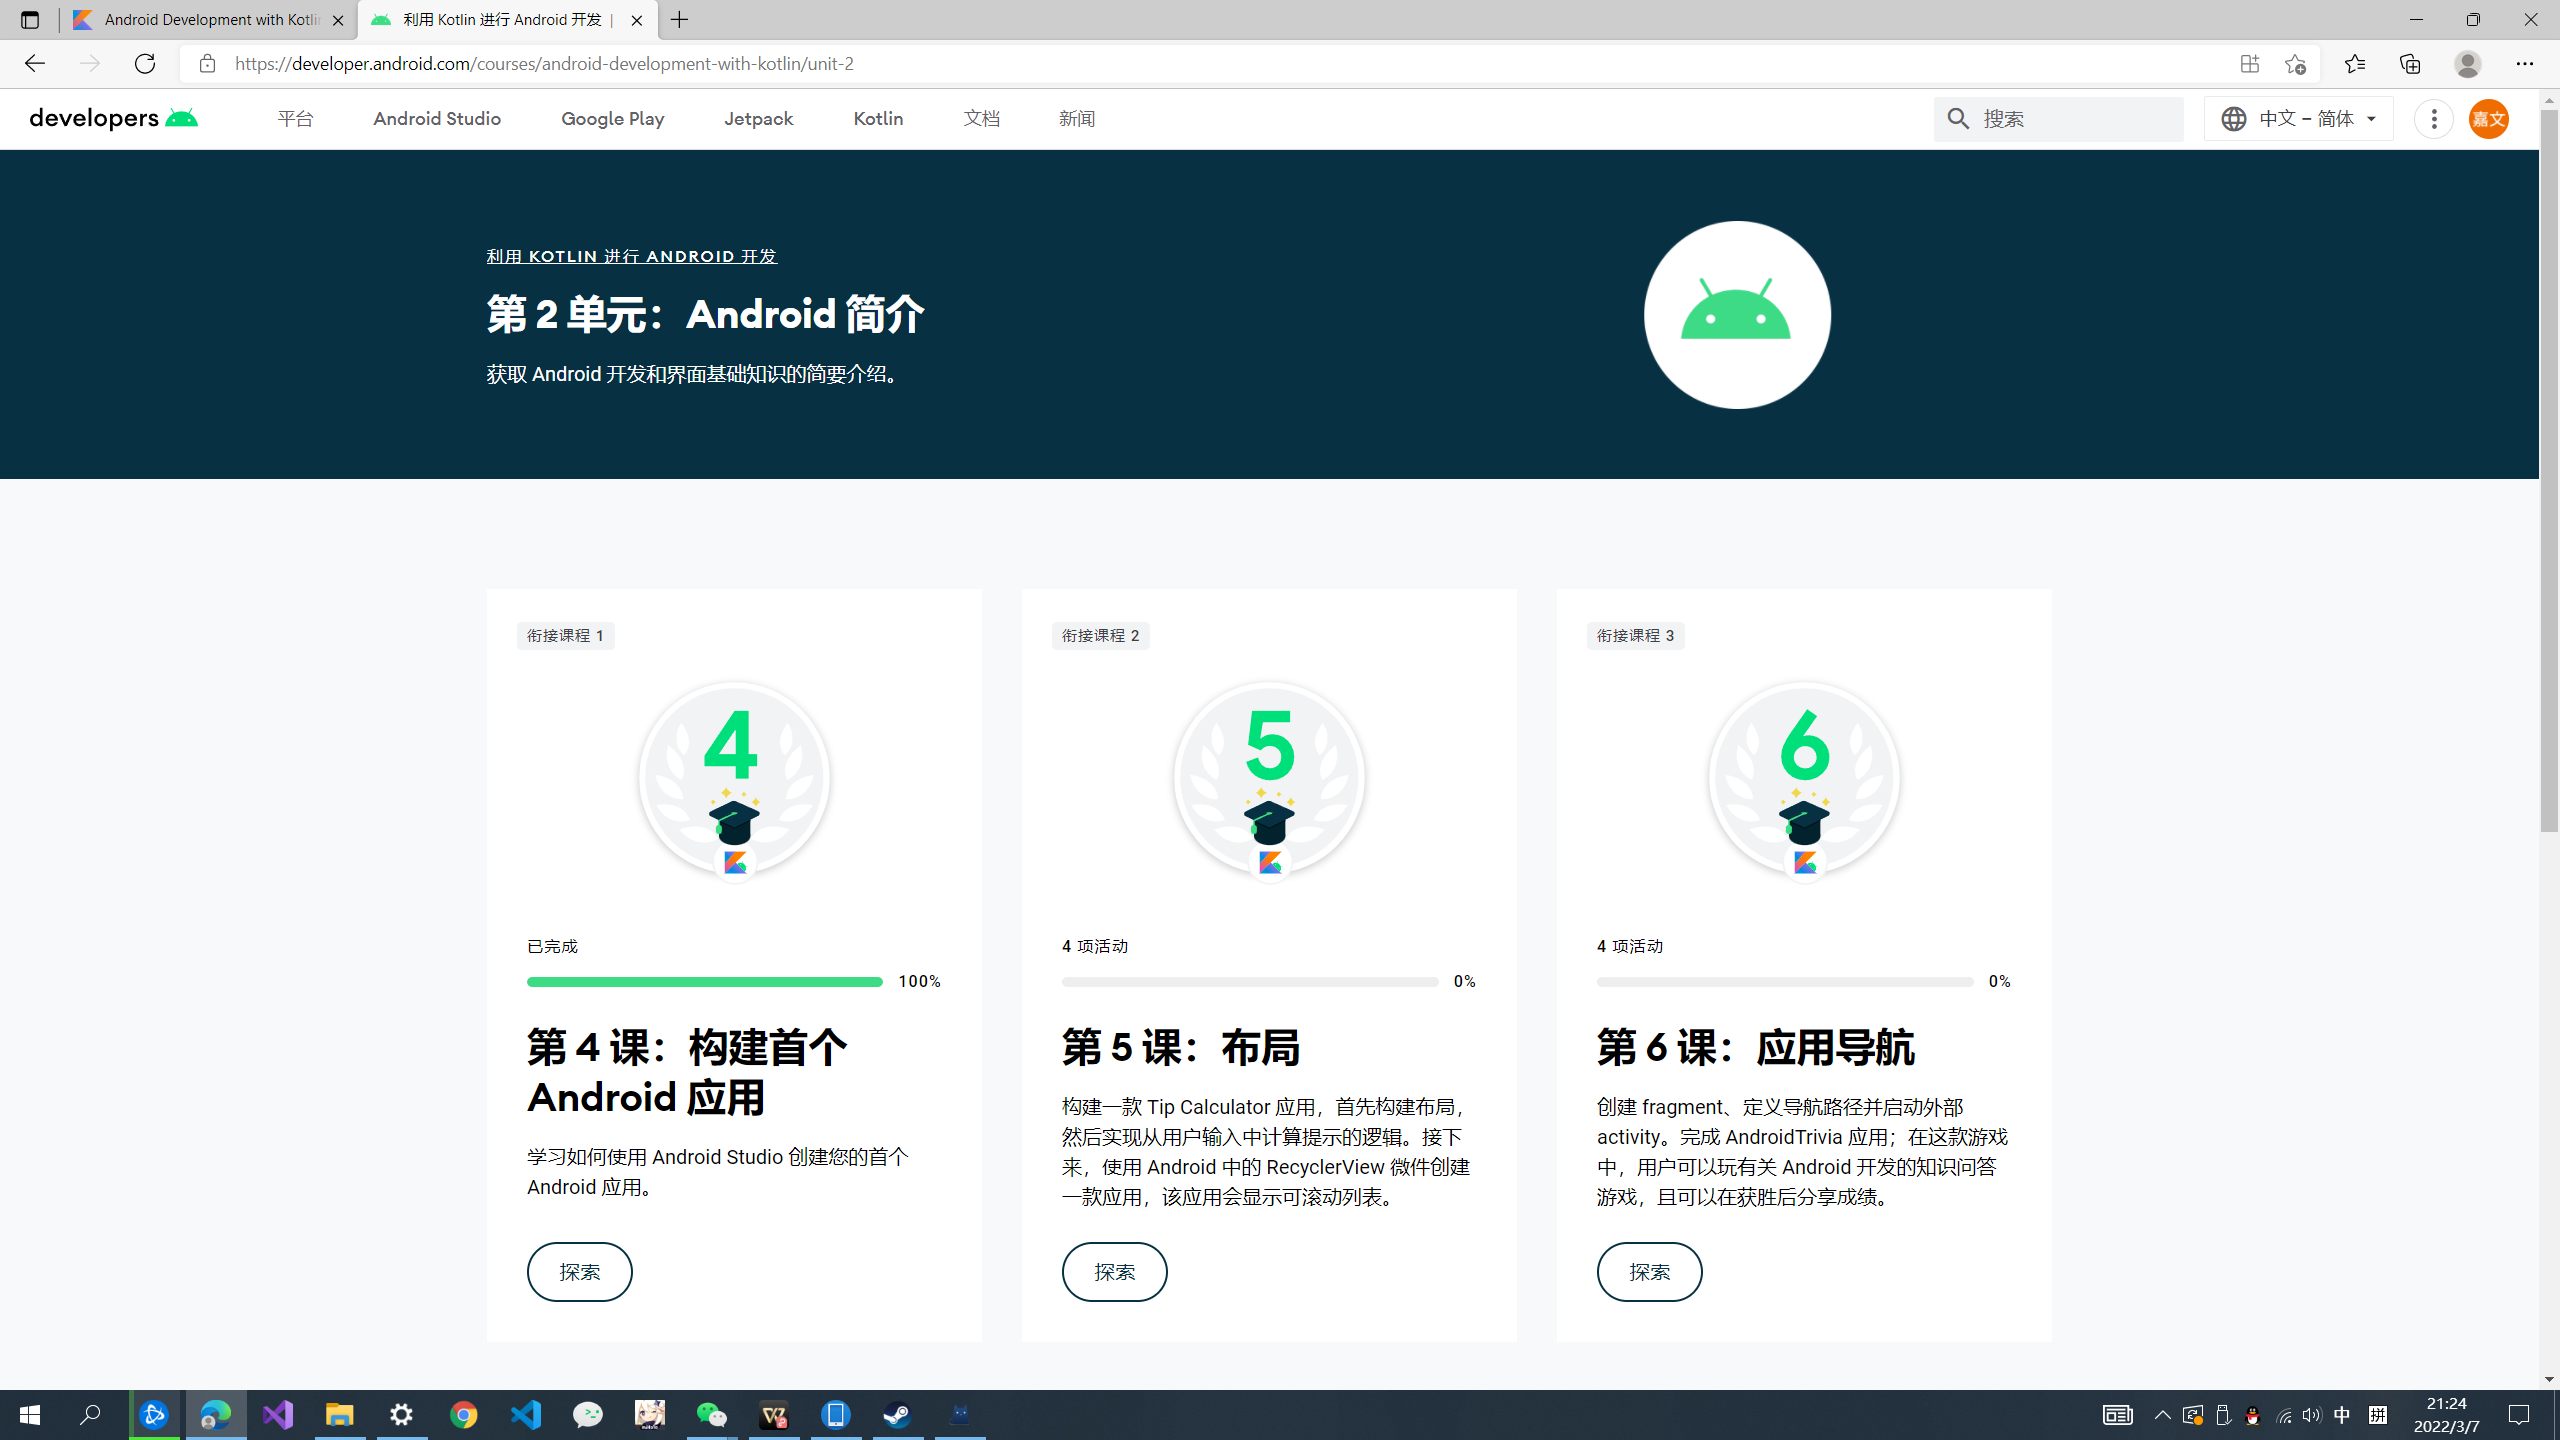 Android Development with Kotlin
利用 Kotlin 进行 Android 开发 |
https://developer.android.com/courses/android-development-with-kotlin/unit-2
developers
平台
Android Studio
Google Play
Jetpack
Kotlin
文档
新闻
搜索
中文 – 简体
嘉文
利用 KOTLIN 进行 ANDROID 开发
第 2 单元：Android 简介
获取 Android 开发和界面基础知识的简要介绍。
衔接课程 1
4
已完成
100%
第 4 课：构建首个
Android 应用
学习如何使用 Android Studio 创建您的首个
Android 应用。
探索
衔接课程 2
5
4 项活动
0%
第 5 课：布局
构建一款 Tip Calculator 应用，首先构建布局，
然后实现从用户输入中计算提示的逻辑。接下
来，使用 Android 中的 RecyclerView 微件创建
一款应用，该应用会显示可滚动列表。
探索
衔接课程 3
6
4 项活动
0%
第 6 课：应用导航
创建 fragment、定义导航路径并启动外部
activity。完成 AndroidTrivia 应用；在这款游戏
中，用户可以玩有关 Android 开发的知识问答
游戏，且可以在获胜后分享成绩。
探索
中
拼
21:24
2022/3/7